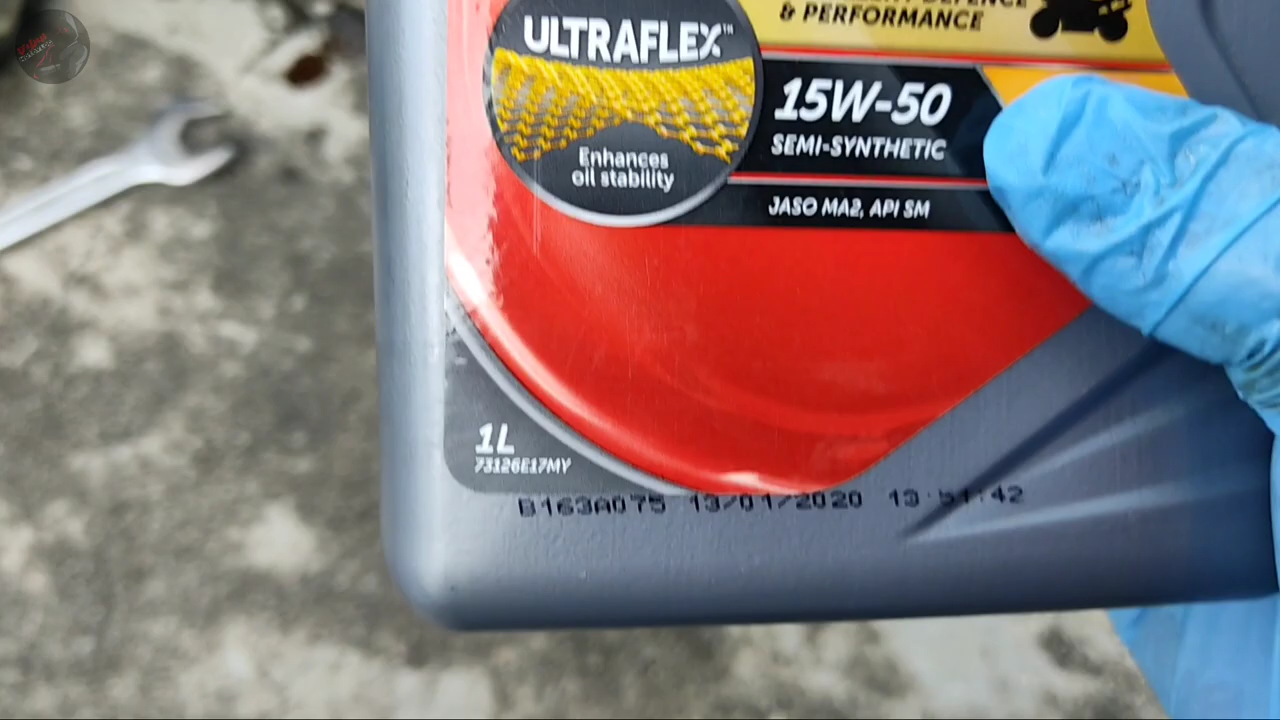 DEFENCE
& PERFORMANCE
ULTRAFLEX™
Enhances
oil stability
15W-50
SEMI-SYNTHETIC
JASO MA2, API SM
1L
73126E17MY
B163A075 13/01/2020 13:51:42